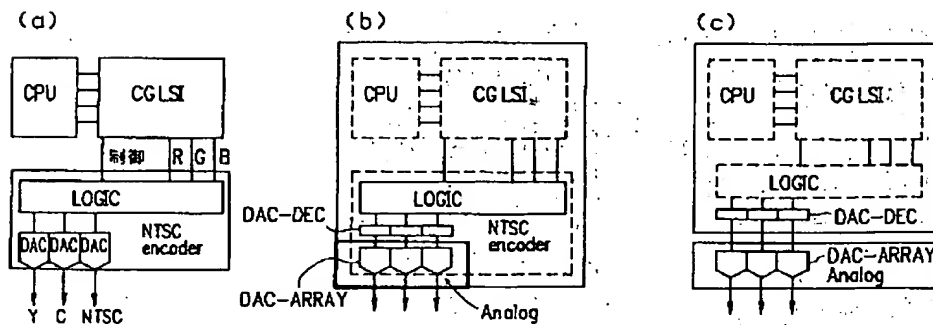 (a)
CPU
CGLSI
制御
R
G
B
LOGIC
DAC
DAC
DAC
NTSC
encoder
Y
C
NTSC
(b)
CPU
CGLSI
LOGIC
DAC-DEC
NTSC
encoder
DAC-ARRAY
Analog
(c)
CPU
CGLSI
LOGIC
DAC-DEC
DAC-ARRAY
Analog